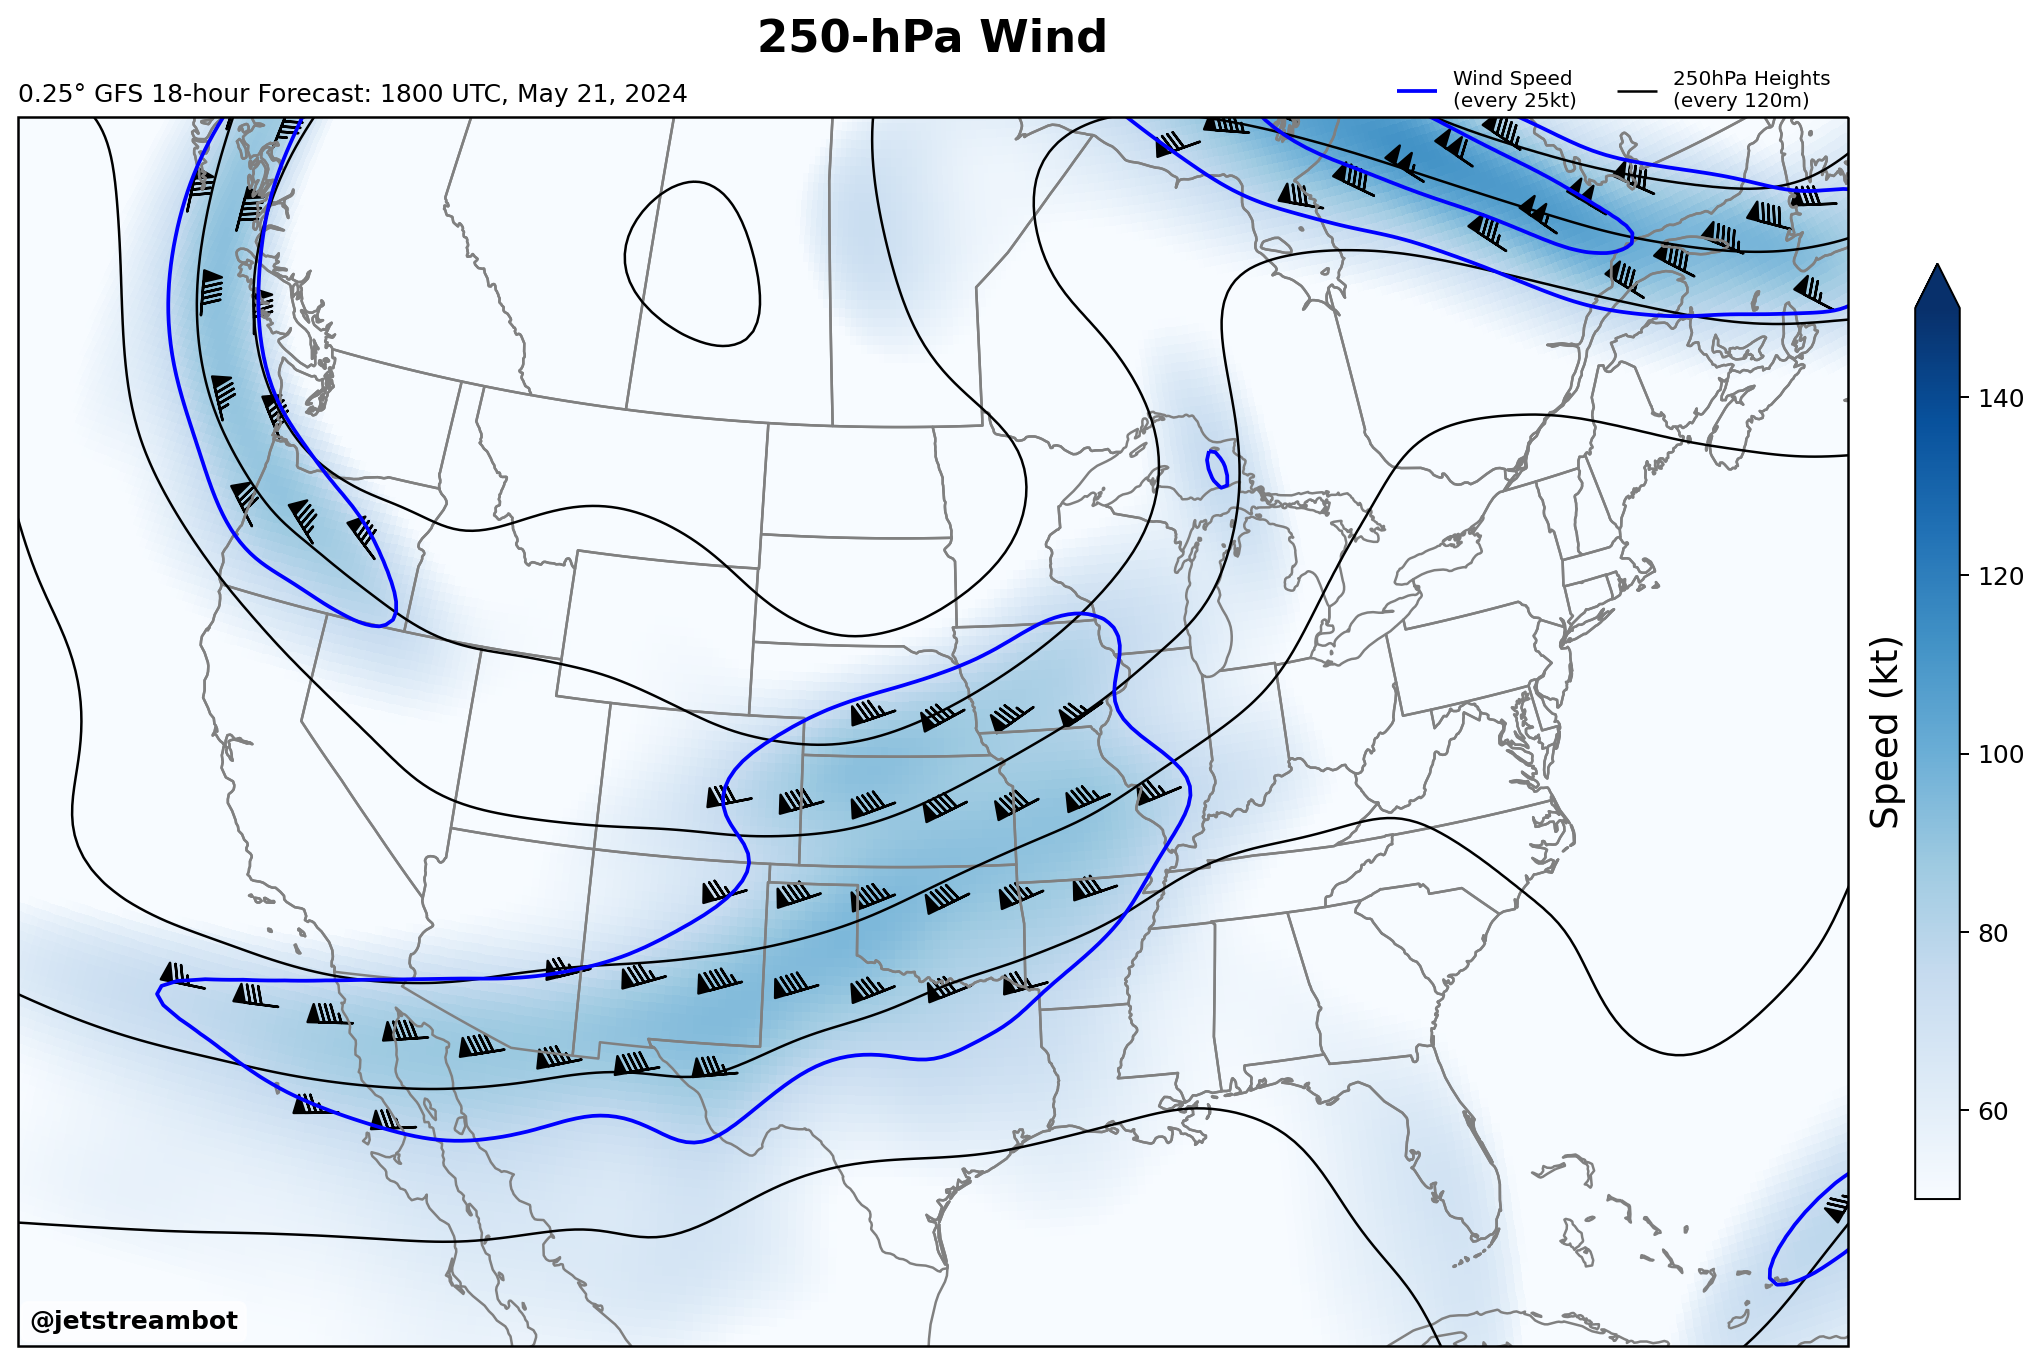 250-hPa Wind
0.25° GFS 18-hour Forecast: 1800 UTC, May 21, 2024
Wind Speed
(every 25kt)
250hPa Heights
(every 120m)
140
120
100
80
60
Speed (kt)
@jetstreambot